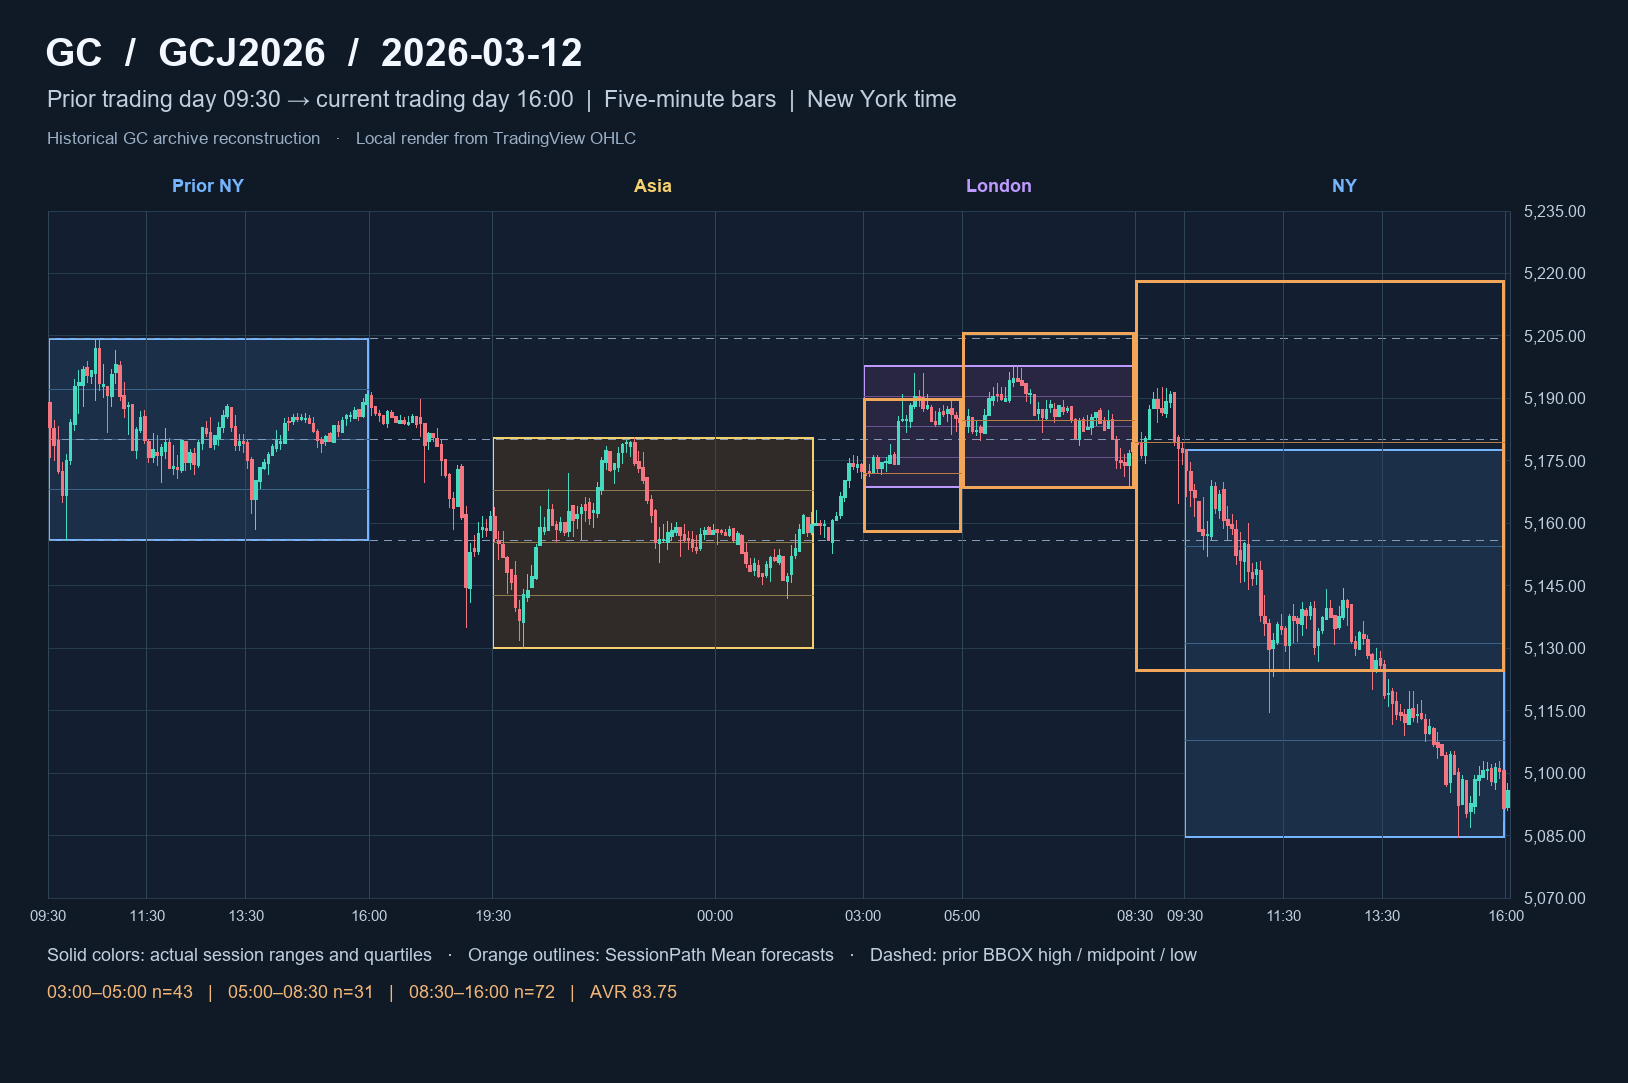 GC / GCJ2026 / 2026-03-12
Prior trading day 09:30 → current trading day 16:00 | Five-minute bars | New York time
Historical GC archive reconstruction · Local render from TradingView OHLC
Prior NY Asia London NY
5,235.00
5,220.00
5,205.00
5,190.00
5,175.00
5,160.00
5,145.00
5,130.00
5,115.00
5,100.00
5,085.00
5,070.00
09:30 11:30 13:30 16:00 19:30 00:00 03:00 05:00 08:30 09:30 11:30 13:30 16:00
Solid colors: actual session ranges and quartiles · Orange outlines: SessionPath Mean forecasts · Dashed: prior BBOX high / midpoint / low
03:00–05:00 n=43 | 05:00–08:30 n=31 | 08:30–16:00 n=72 | AVR 83.75